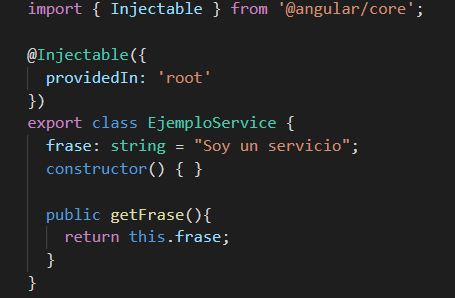 import { Injectable } from '@angular/core';
@Injectable({
providedIn: 'root'
})
export class EjemploService {
frase: string = "Soy un servicio";
constructor() { }
public getFrase(){
return this.frase;
}
}